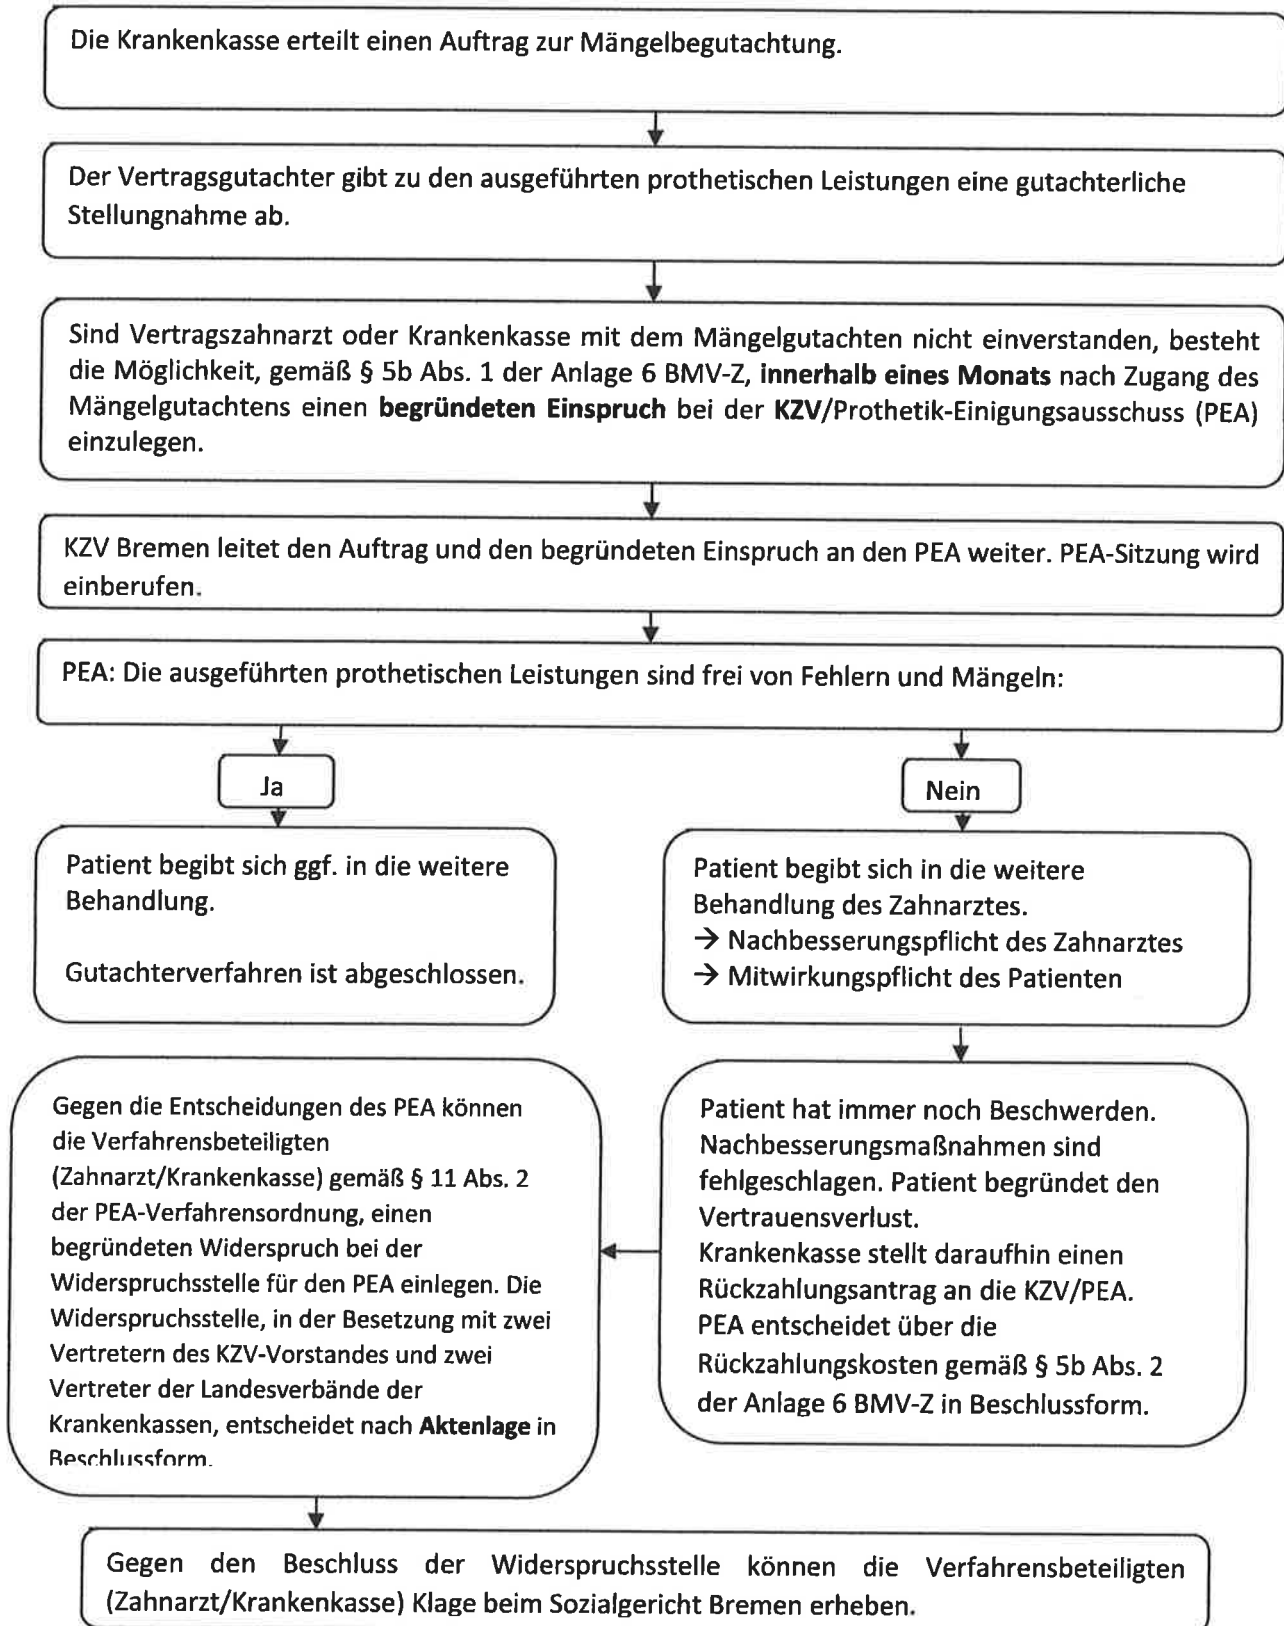 Die Krankenkasse erteilt einen Auftrag zur Mängelbegutachtung.
Der Vertragsgutachter gibt zu den ausgeführten prothetischen Leistungen eine gutachterliche
Stellungnahme ab.
Sind Vertragszahnarzt oder Krankenkasse mit dem Mängelgutachten nicht einverstanden, besteht
die Möglichkeit, gemäß § 5b Abs. 1 der Anlage 6 BMV-Z, innerhalb eines Monats nach Zugang des
Mängelgutachtens einen begründeten Einspruch bei der KZV/Prothetik-Einigungsausschuss (PEA)
einzulegen.
KZV Bremen leitet den Auftrag und den begründeten Einspruch an den PEA weiter. PEA-Sitzung wird
einberufen.
PEA: Die ausgeführten prothetischen Leistungen sind frei von Fehlern und Mängeln:
Ja
Nein
Patient begibt sich ggf. in die weitere
Behandlung.
Gutachterverfahren ist abgeschlossen.
Patient begibt sich in die weitere
Behandlung des Zahnarztes.
→ Nachbesserungspflicht des Zahnarztes
→ Mitwirkungspflicht des Patienten
Patient hat immer noch Beschwerden.
Nachbesserungsmaßnahmen sind
fehlgeschlagen. Patient begründet den
Vertrauensverlust.
Krankenkasse stellt daraufhin einen
Rückzahlungsantrag an die KZV/PEA.
PEA entscheidet über die
Rückzahlungskosten gemäß § 5b Abs. 2
der Anlage 6 BMV-Z in Beschlussform.
Gegen die Entscheidungen des PEA können
die Verfahrensbeteiligten
(Zahnarzt/Krankenkasse) gemäß § 11 Abs. 2
der PEA-Verfahrensordnung, einen
begründeten Widerspruch bei der
Widerspruchsstelle für den PEA einlegen. Die
Widerspruchsstelle, in der Besetzung mit zwei
Vertretern des KZV-Vorstandes und zwei
Vertreter der Landesverbände der
Krankenkassen, entscheidet nach Aktenlage in
Beschlussform.
Gegen den Beschluss der Widerspruchsstelle können die Verfahrensbeteiligten
(Zahnarzt/Krankenkasse) Klage beim Sozialgericht Bremen erheben.